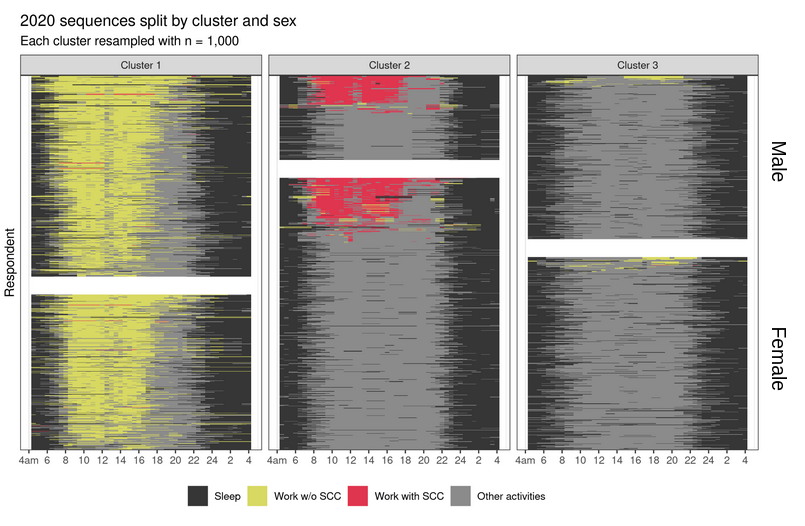 2020 sequences split by cluster and sex
Each cluster resampled with n = 1,000
Cluster 1
Cluster 2
Cluster 3
Male
Female
Respondent
4am 6 8 10 12 14 16 18 20 22 24 2 4
4am 6 8 10 12 14 16 18 20 22 24 2 4
4am 6 8 10 12 14 16 18 20 22 24 2 4
Sleep Work w/o SCC Work with SCC Other activities